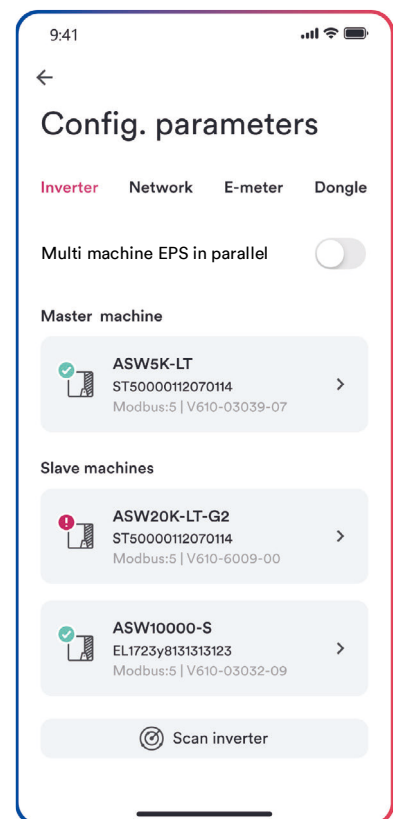 9:41
Config. parameters
Inverter Network E-meter Dongle
Multi machine EPS in parallel
Master machine
ASW5K-LT
ST50000112070114
Modbus:5 | V610-03039-07
Slave machines
ASW20K-LT-G2
ST50000112070114
Modbus:5 | V610-6009-00
ASW10000-S
EL1723y8131313123
Modbus:5 | V610-03032-09
Scan inverter